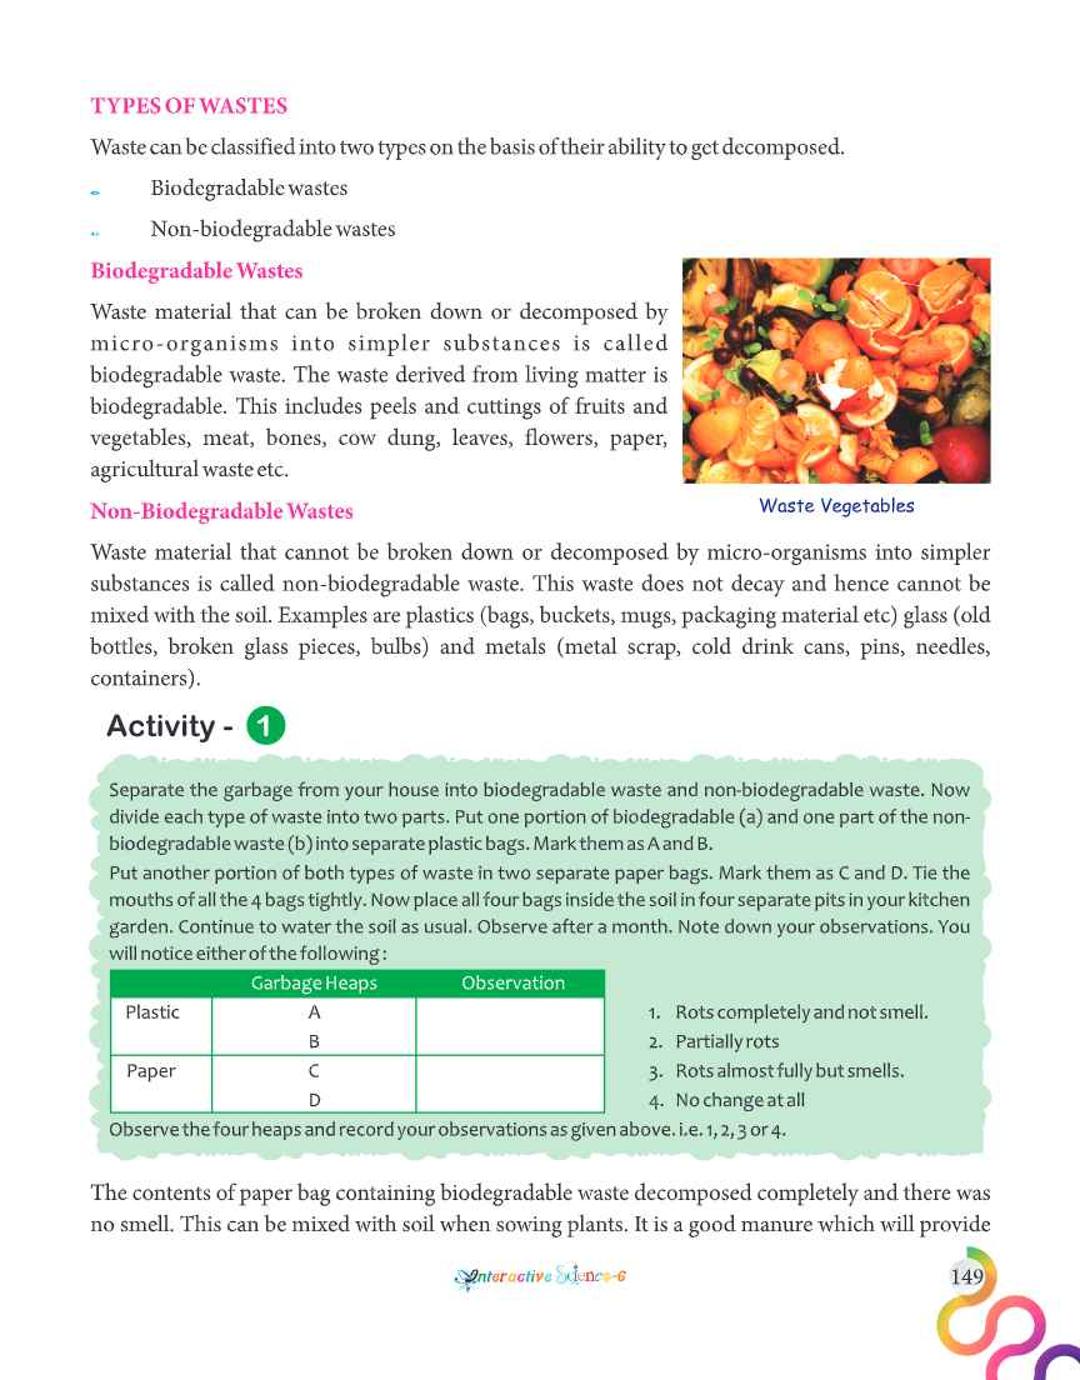 TYPES OF WASTES
Waste can be classified into two types on the basis of their ability to get decomposed.
Biodegradable wastes
Non-biodegradable wastes
Biodegradable Wastes
Waste material that can be broken down or decomposed by
micro-organisms into simpler substances is called
biodegradable waste. The waste derived from living matter is
biodegradable. This includes peels and cuttings of fruits and
vegetables, meat, bones, cow dung, leaves, flowers, paper,
agricultural waste etc.
Waste Vegetables
Non-Biodegradable Wastes
Waste material that cannot be broken down or decomposed by micro-organisms into simpler
substances is called non-biodegradable waste. This waste does not decay and hence cannot be
mixed with the soil. Examples are plastics (bags, buckets, mugs, packaging material etc) glass (old
bottles, broken glass pieces, bulbs) and metals (metal scrap, cold drink cans, pins, needles,
containers).
Activity - 1
Separate the garbage from your house into biodegradable waste and non-biodegradable waste. Now
divide each type of waste into two parts. Put one portion of biodegradable (a) and one part of the non-
biodegradable waste (b) into separate plastic bags. Mark them as A and B.
Put another portion of both types of waste in two separate paper bags. Mark them as C and D. Tie the
mouths of all the 4 bags tightly. Now place all four bags inside the soil in four separate pits in your kitchen
garden. Continue to water the soil as usual. Observe after a month. Note down your observations. You
will notice either of the following :
Garbage Heaps Observation
Plastic A
B
Paper C
D
1. Rots completely and not smell.
2. Partially rots
3. Rots almost fully but smells.
4. No change at all
Observe the four heaps and record your observations as given above. i.e. 1, 2, 3 or 4.
The contents of paper bag containing biodegradable waste decomposed completely and there was
no smell. This can be mixed with soil when sowing plants. It is a good manure which will provide
Interactive Science-6
149